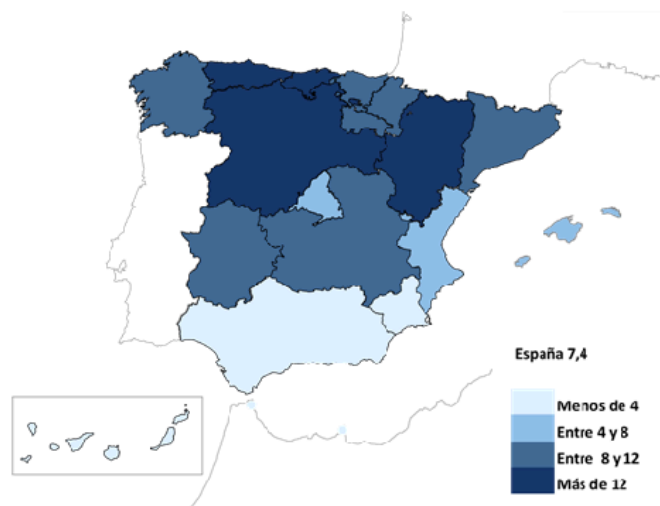 España 7,4
Menos de 4
Entre 4 y 8
Entre 8 y 12
Más de 12